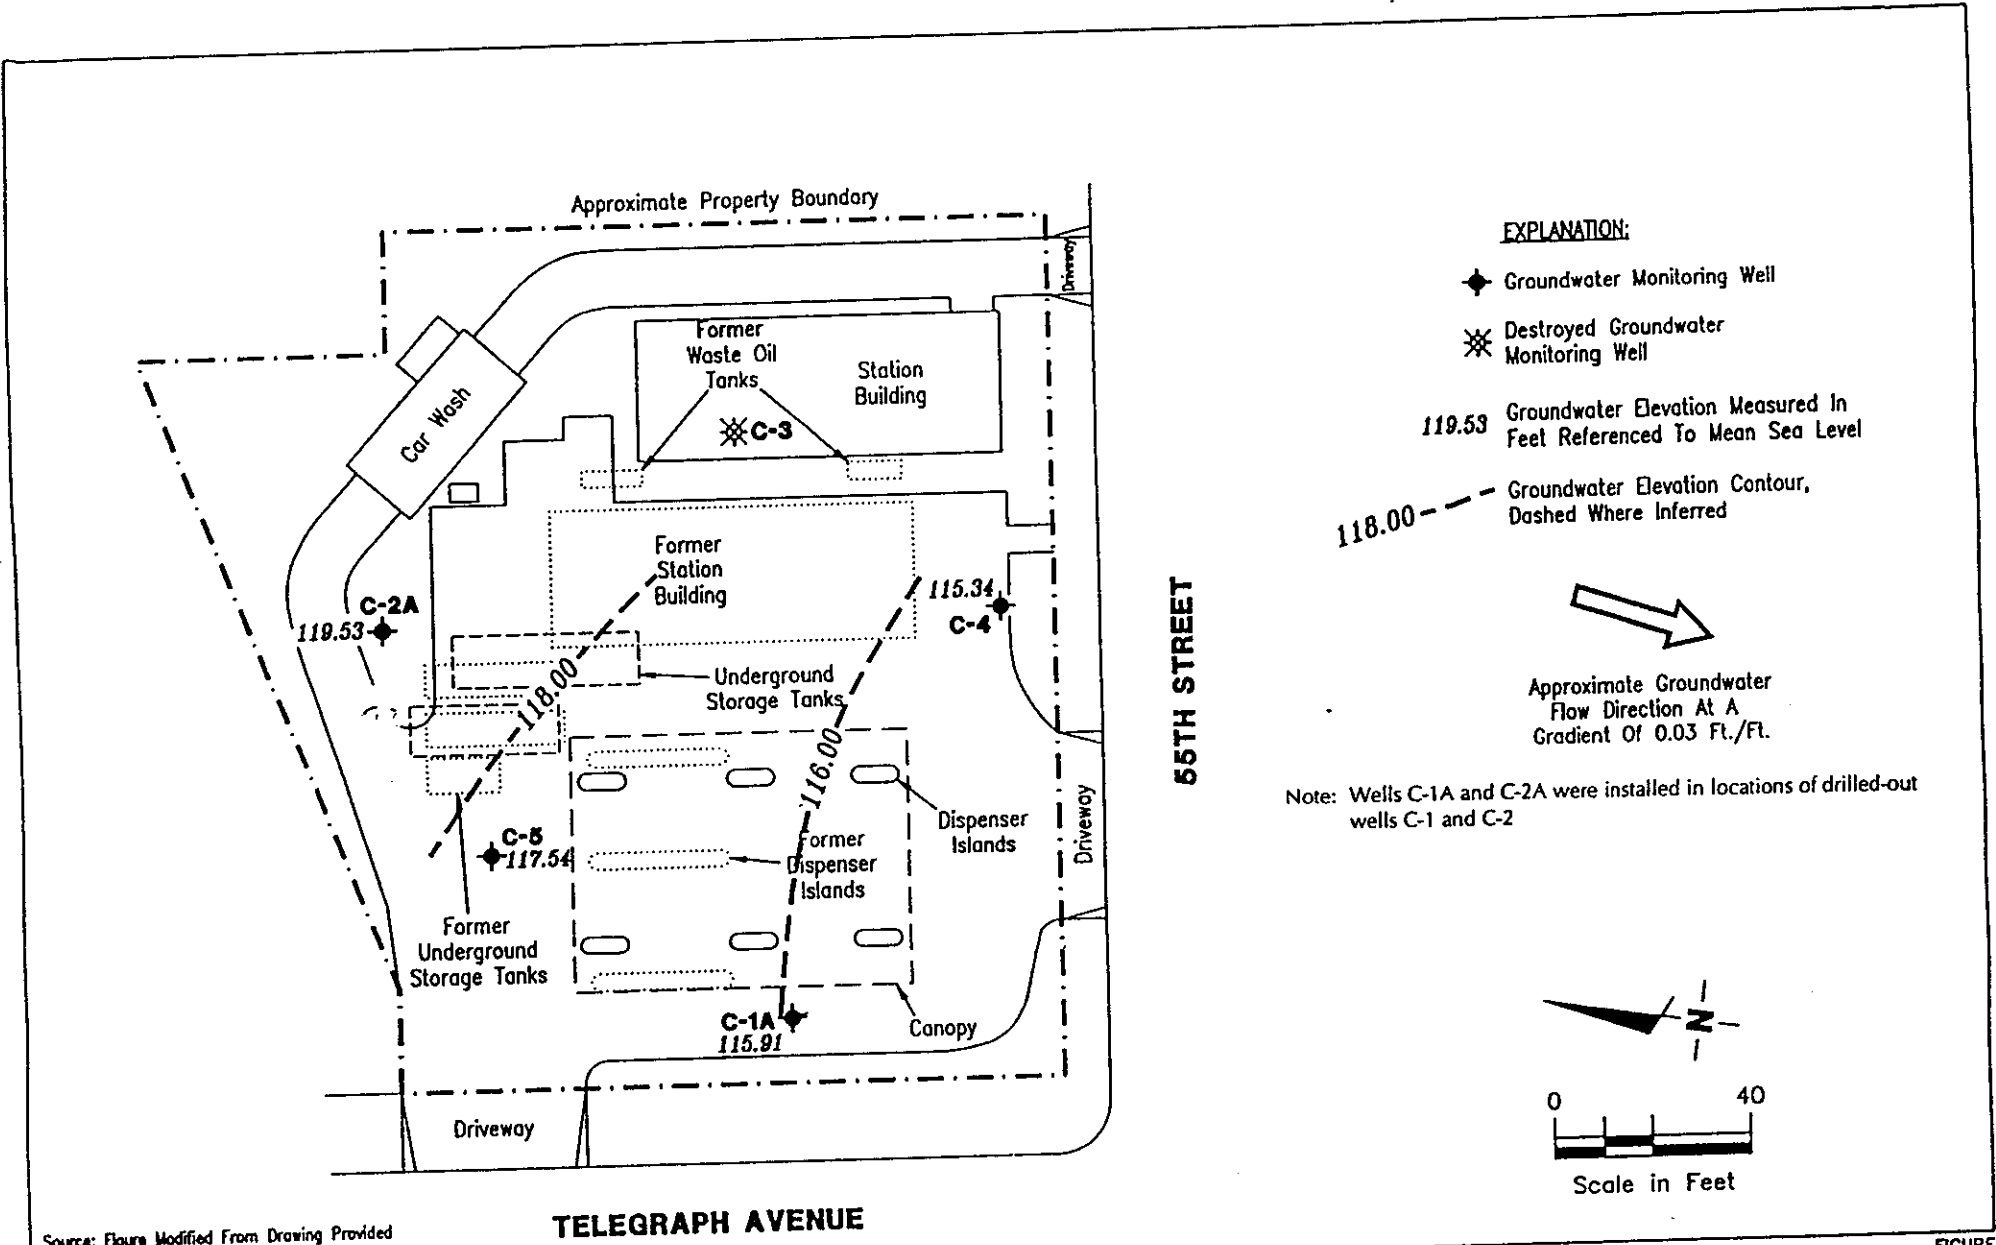 Approximate Property Boundary
Driveway
EXPLANATION:
Groundwater Monitoring Well
Destroyed Groundwater
Monitoring Well
119.53
Groundwater Elevation Measured In
Feet Referenced To Mean Sea Level
118.00
Groundwater Elevation Contour,
Dashed Where Inferred
Approximate Groundwater
Flow Direction At A
Gradient Of 0.03 Ft./Ft.
Note: Wells C-1A and C-2A were installed in locations of drilled-out
wells C-1 and C-2
Former
Waste Oil
Tanks
Station
Building
C-3
Car Wash
Former
Station
Building
C-2A
119.53
115.34
C-4
55TH STREET
Underground
Storage Tanks
118.00
116.00
Dispenser
Islands
Driveway
C-5
117.54
Former
Dispenser
Islands
Former
Underground
Storage Tanks
C-1A
115.91
Canopy
Driveway
N
0 40
Scale in Feet
TELEGRAPH AVENUE
Source: Figure Modified From Drawing Provided
FIGURE